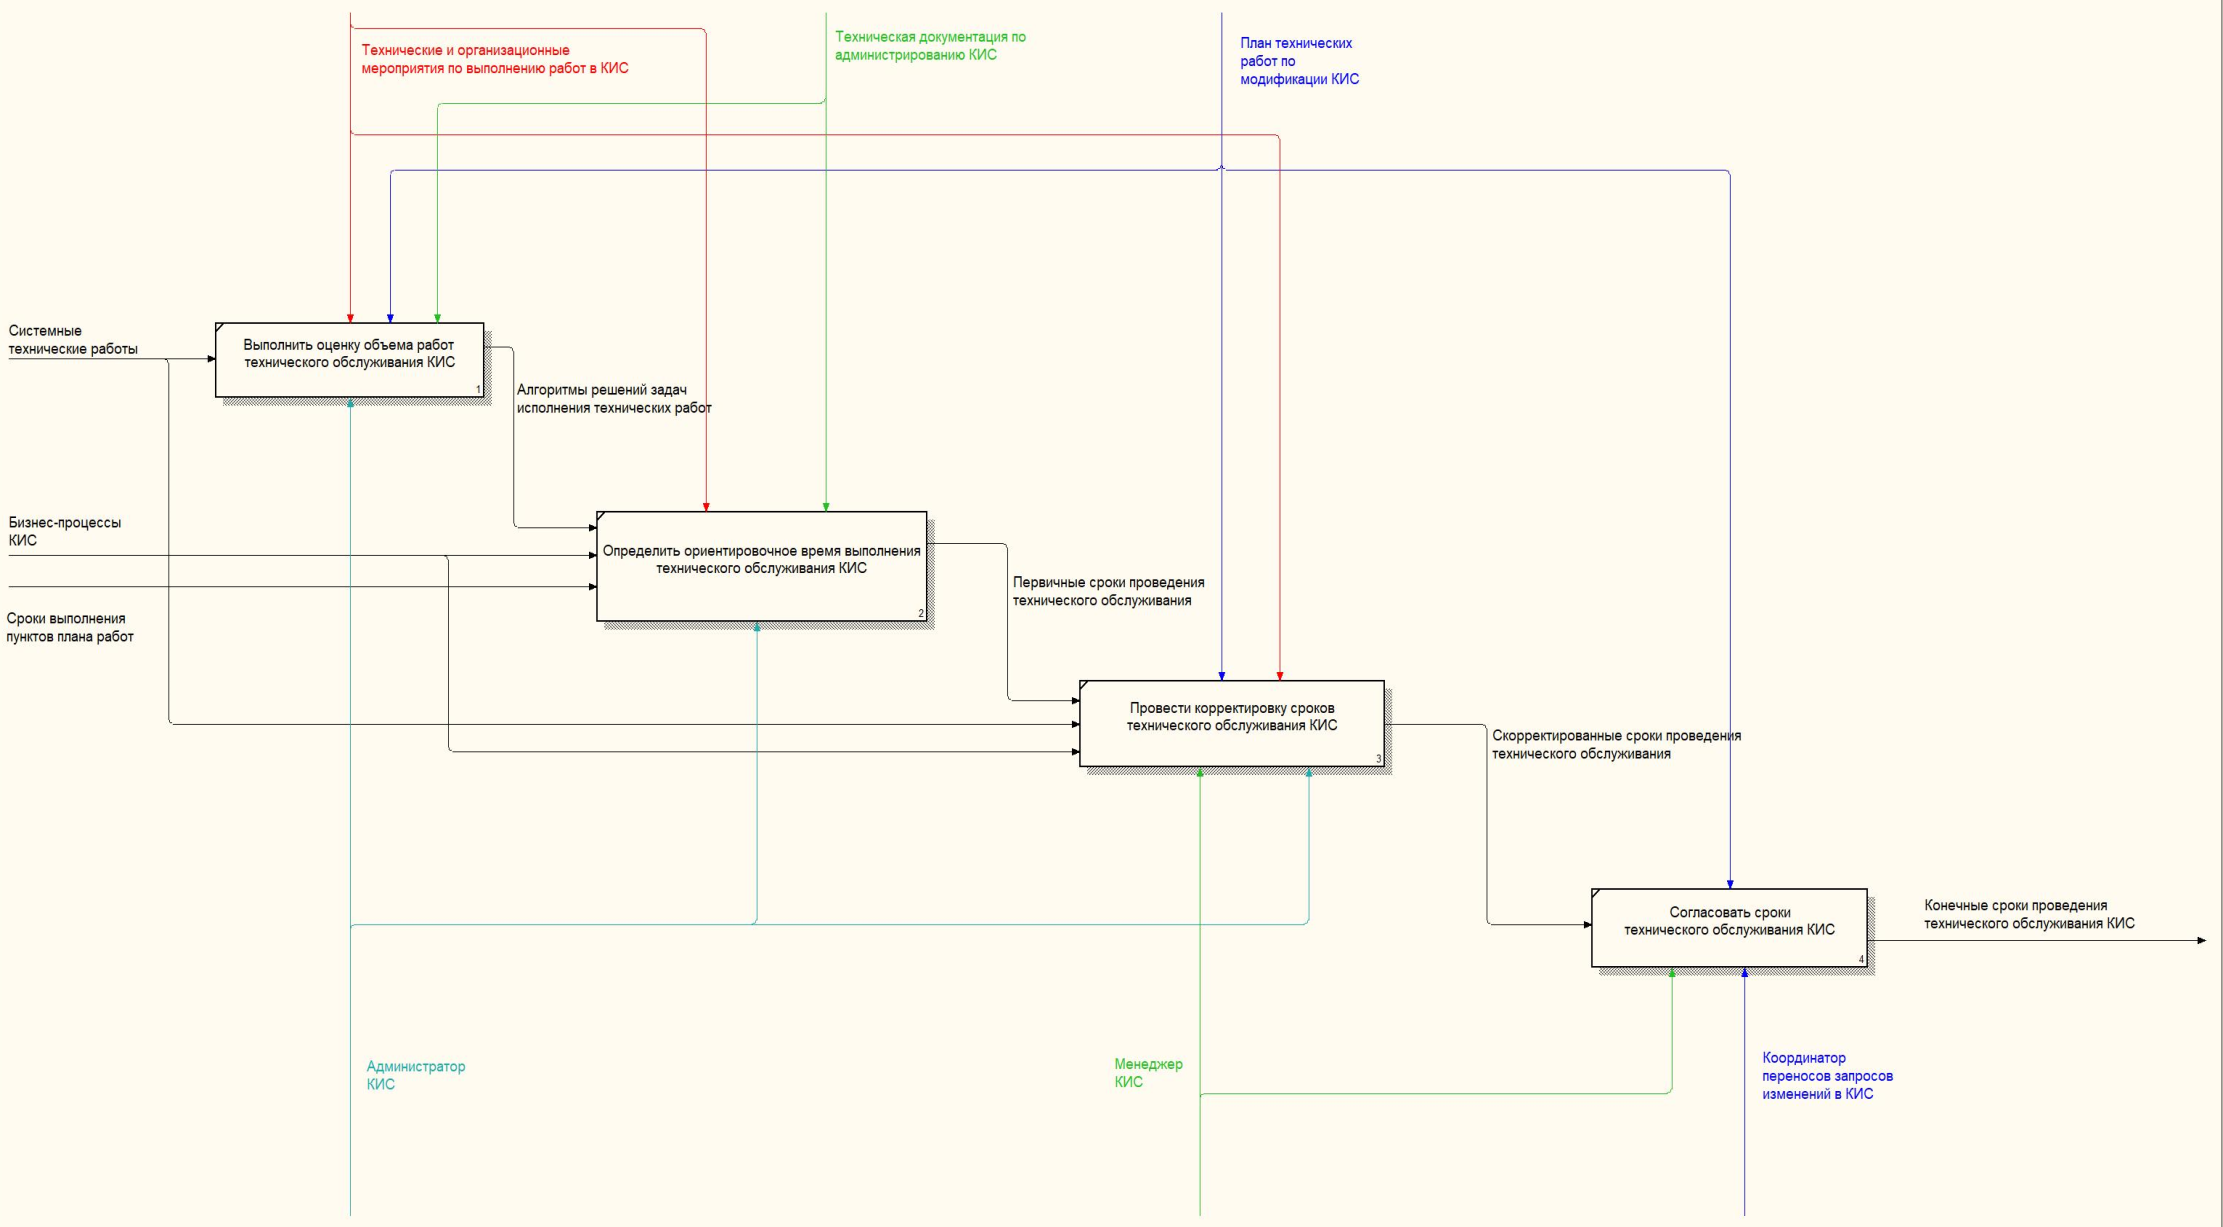 Технические и организационные
мероприятия по выполнению работ в КИС
Техническая документация по
администрированию КИС
План технических
работ по
модификации КИС
Системные
технические работы
Выполнить оценку объема работ
технического обслуживания КИС
1
Алгоритмы решений задач
исполнения технических работ
Бизнес-процессы
КИС
Определить ориентировочное время выполнения
технического обслуживания КИС
2
Сроки выполнения
пунктов плана работ
Первичные сроки проведения
технического обслуживания
Провести корректировку сроков
технического обслуживания КИС
3
Скорректированные сроки проведения
технического обслуживания
Согласовать сроки
технического обслуживания КИС
4
Конечные сроки проведения
технического обслуживания КИС
Администратор
КИС
Менеджер
КИС
Координатор
переносов запросов
изменений в КИС